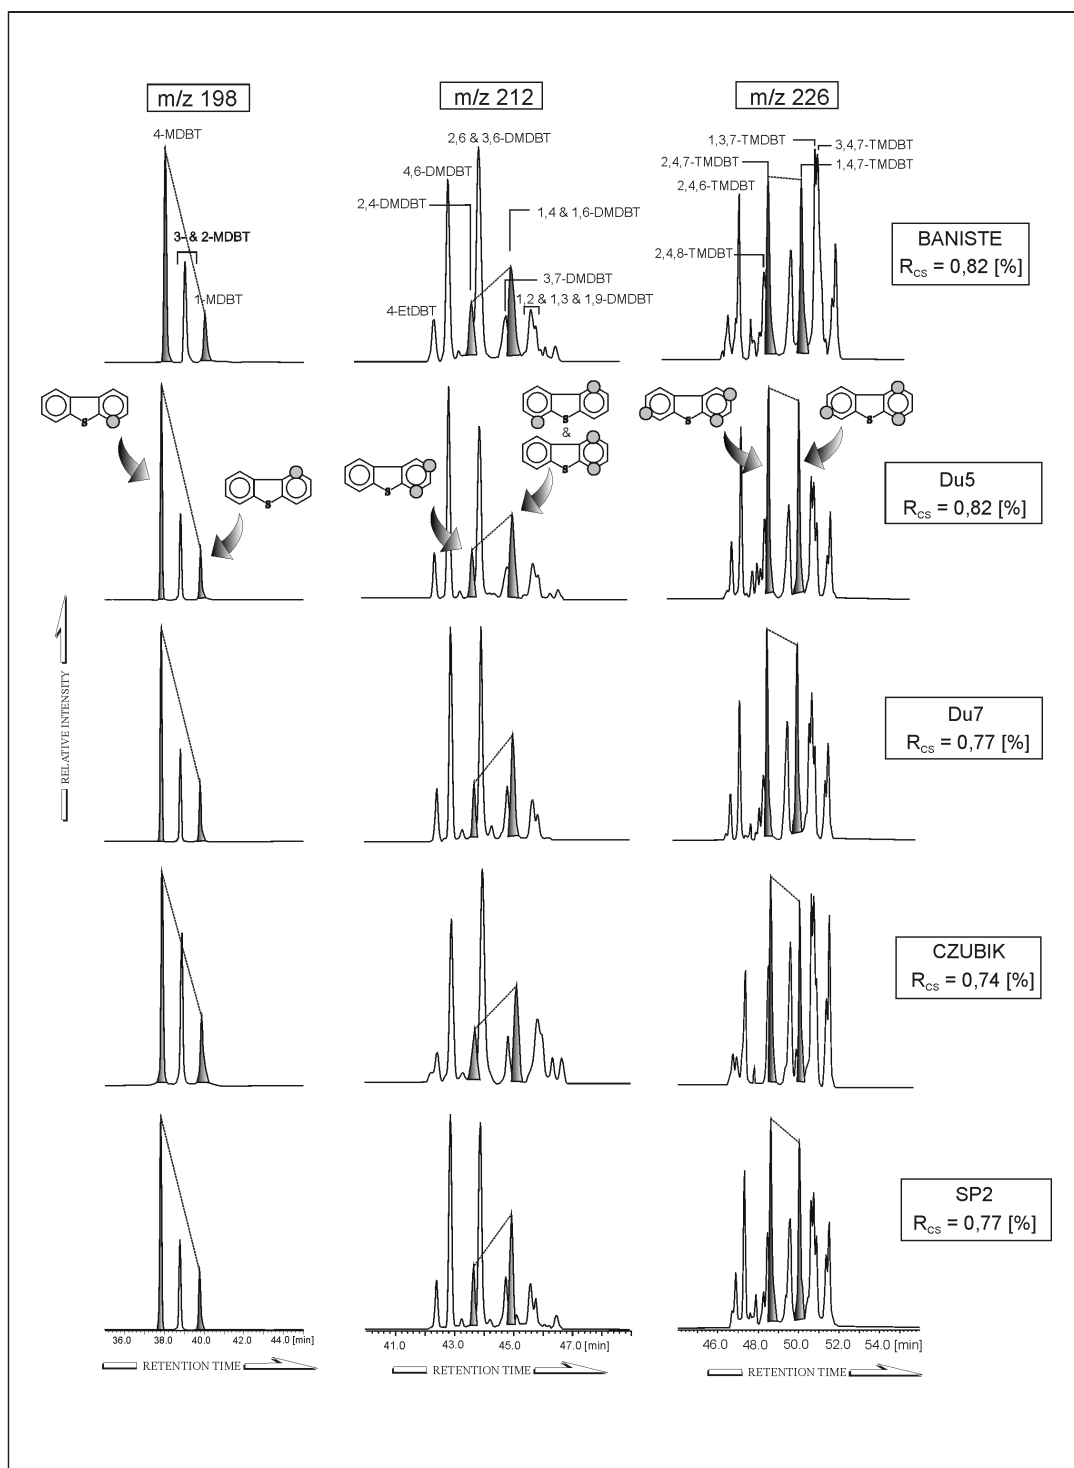 m/z 198
m/z 212
m/z 226
4-MDBT
3- & 2-MDBT
1-MDBT
2,6 & 3,6-DMDBT
4,6-DMDBT
2,4-DMDBT
1,4 & 1,6-DMDBT
3,7-DMDBT
1,2 & 1,3 & 1,9-DMDBT
4-EtDBT
1,3,7-TMDBT
3,4,7-TMDBT
2,4,7-TMDBT
1,4,7-TMDBT
2,4,6-TMDBT
2,4,8-TMDBT
BANISTE
RCS = 0,82 [%]
S
S
S
S
&
S
S
S
Du5
RCS = 0,82 [%]
RELATIVE INTENSITY
Du7
RCS = 0,77 [%]
CZUBIK
RCS = 0,74 [%]
SP2
RCS = 0,77 [%]
36.0 38.0 40.0 42.0 44.0 [min]
41.0 43.0 45.0 47.0 [min]
46.0 48.0 50.0 52.0 54.0 [min]
RETENTION TIME
RETENTION TIME
RETENTION TIME